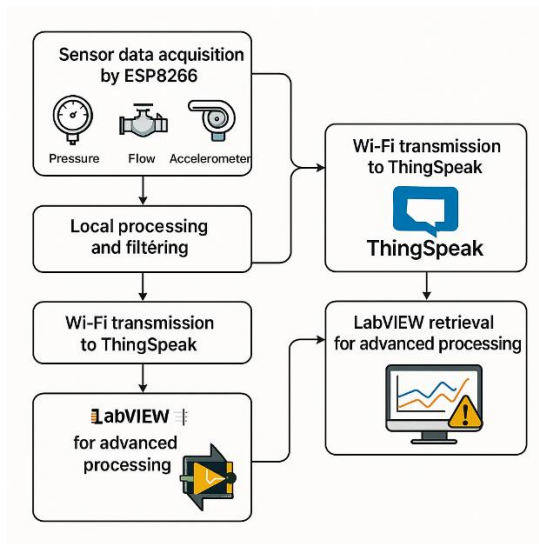 Sensor data acquisition
by ESP8266
Pressure
Flow
Accelerometer
Local processing
and filtering
Wi-Fi transmission
to ThingSpeak
LabVIEW
for advanced
processing
Wi-Fi transmission
to ThingSpeak
ThingSpeak
LabVIEW retrieval
for advanced processing